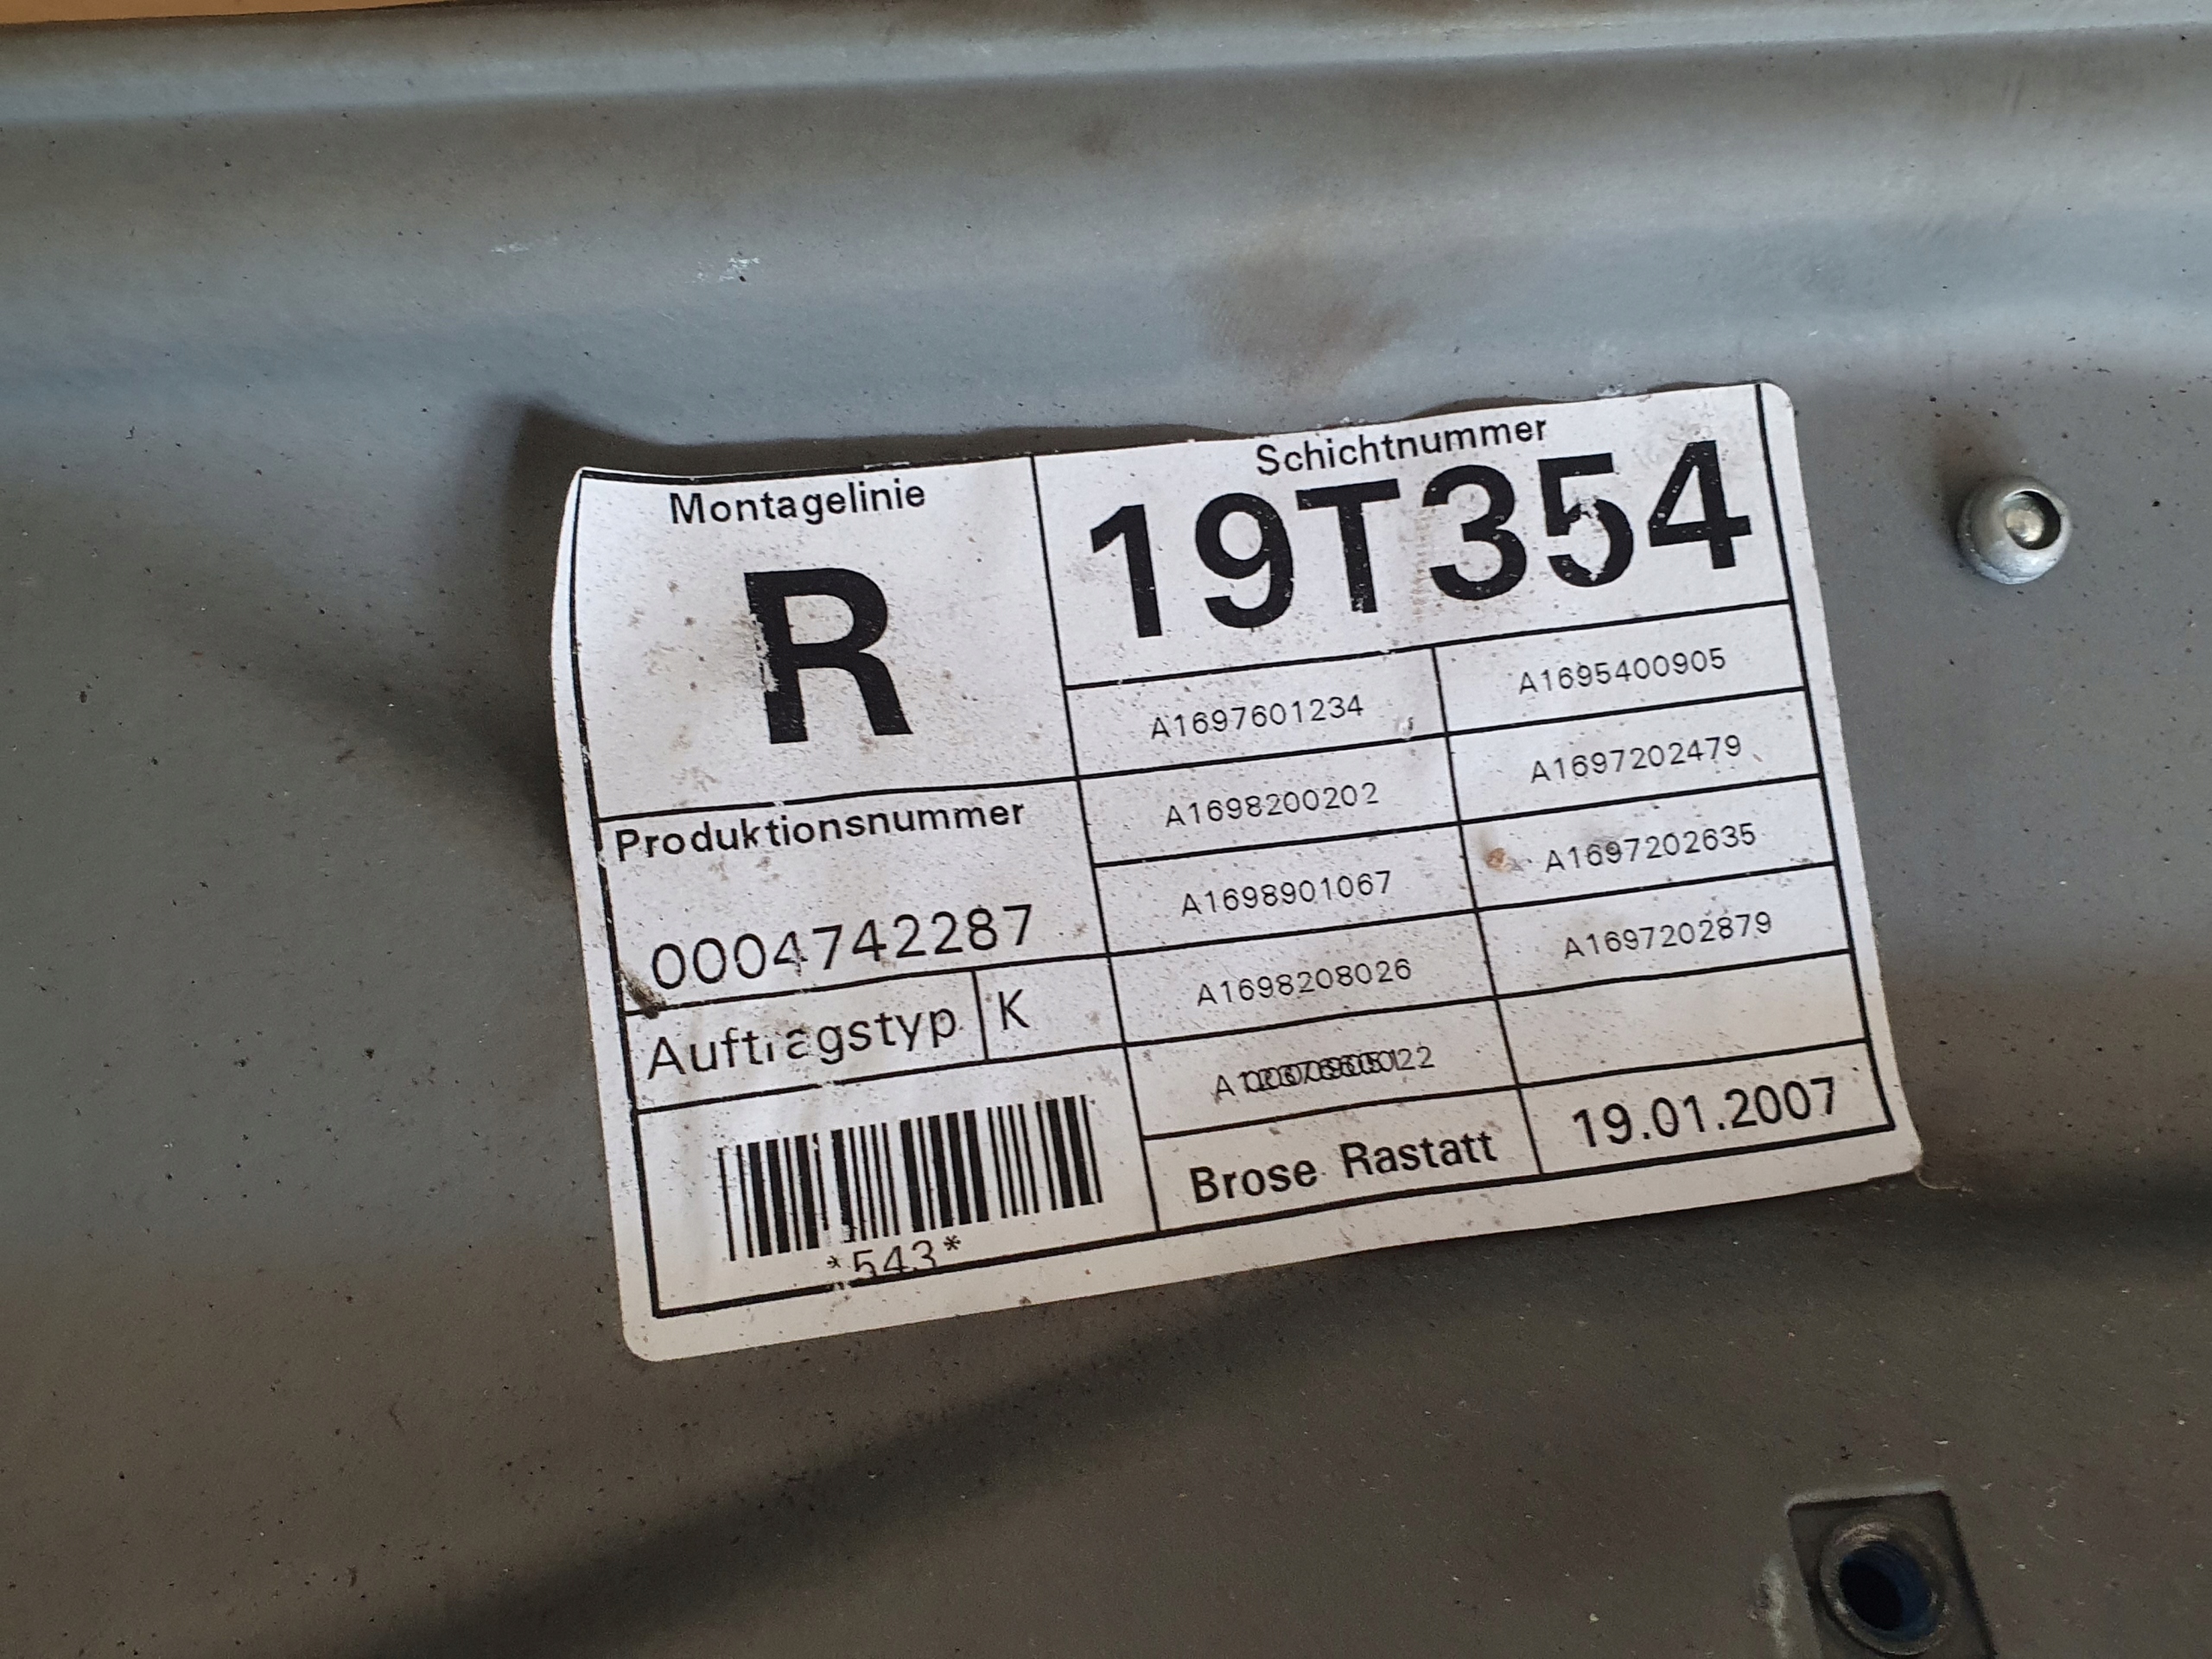 Montagelinie
R
Schichtnummer
19T354
A1697601234
A1695400905
A1698200202
A1697202479
A1698901067
A1697202635
A1698208026
A1697202879
Produktionsnummer
0004742287
Auftragstyp K
*543*
Brose Rastatt
19.01.2007